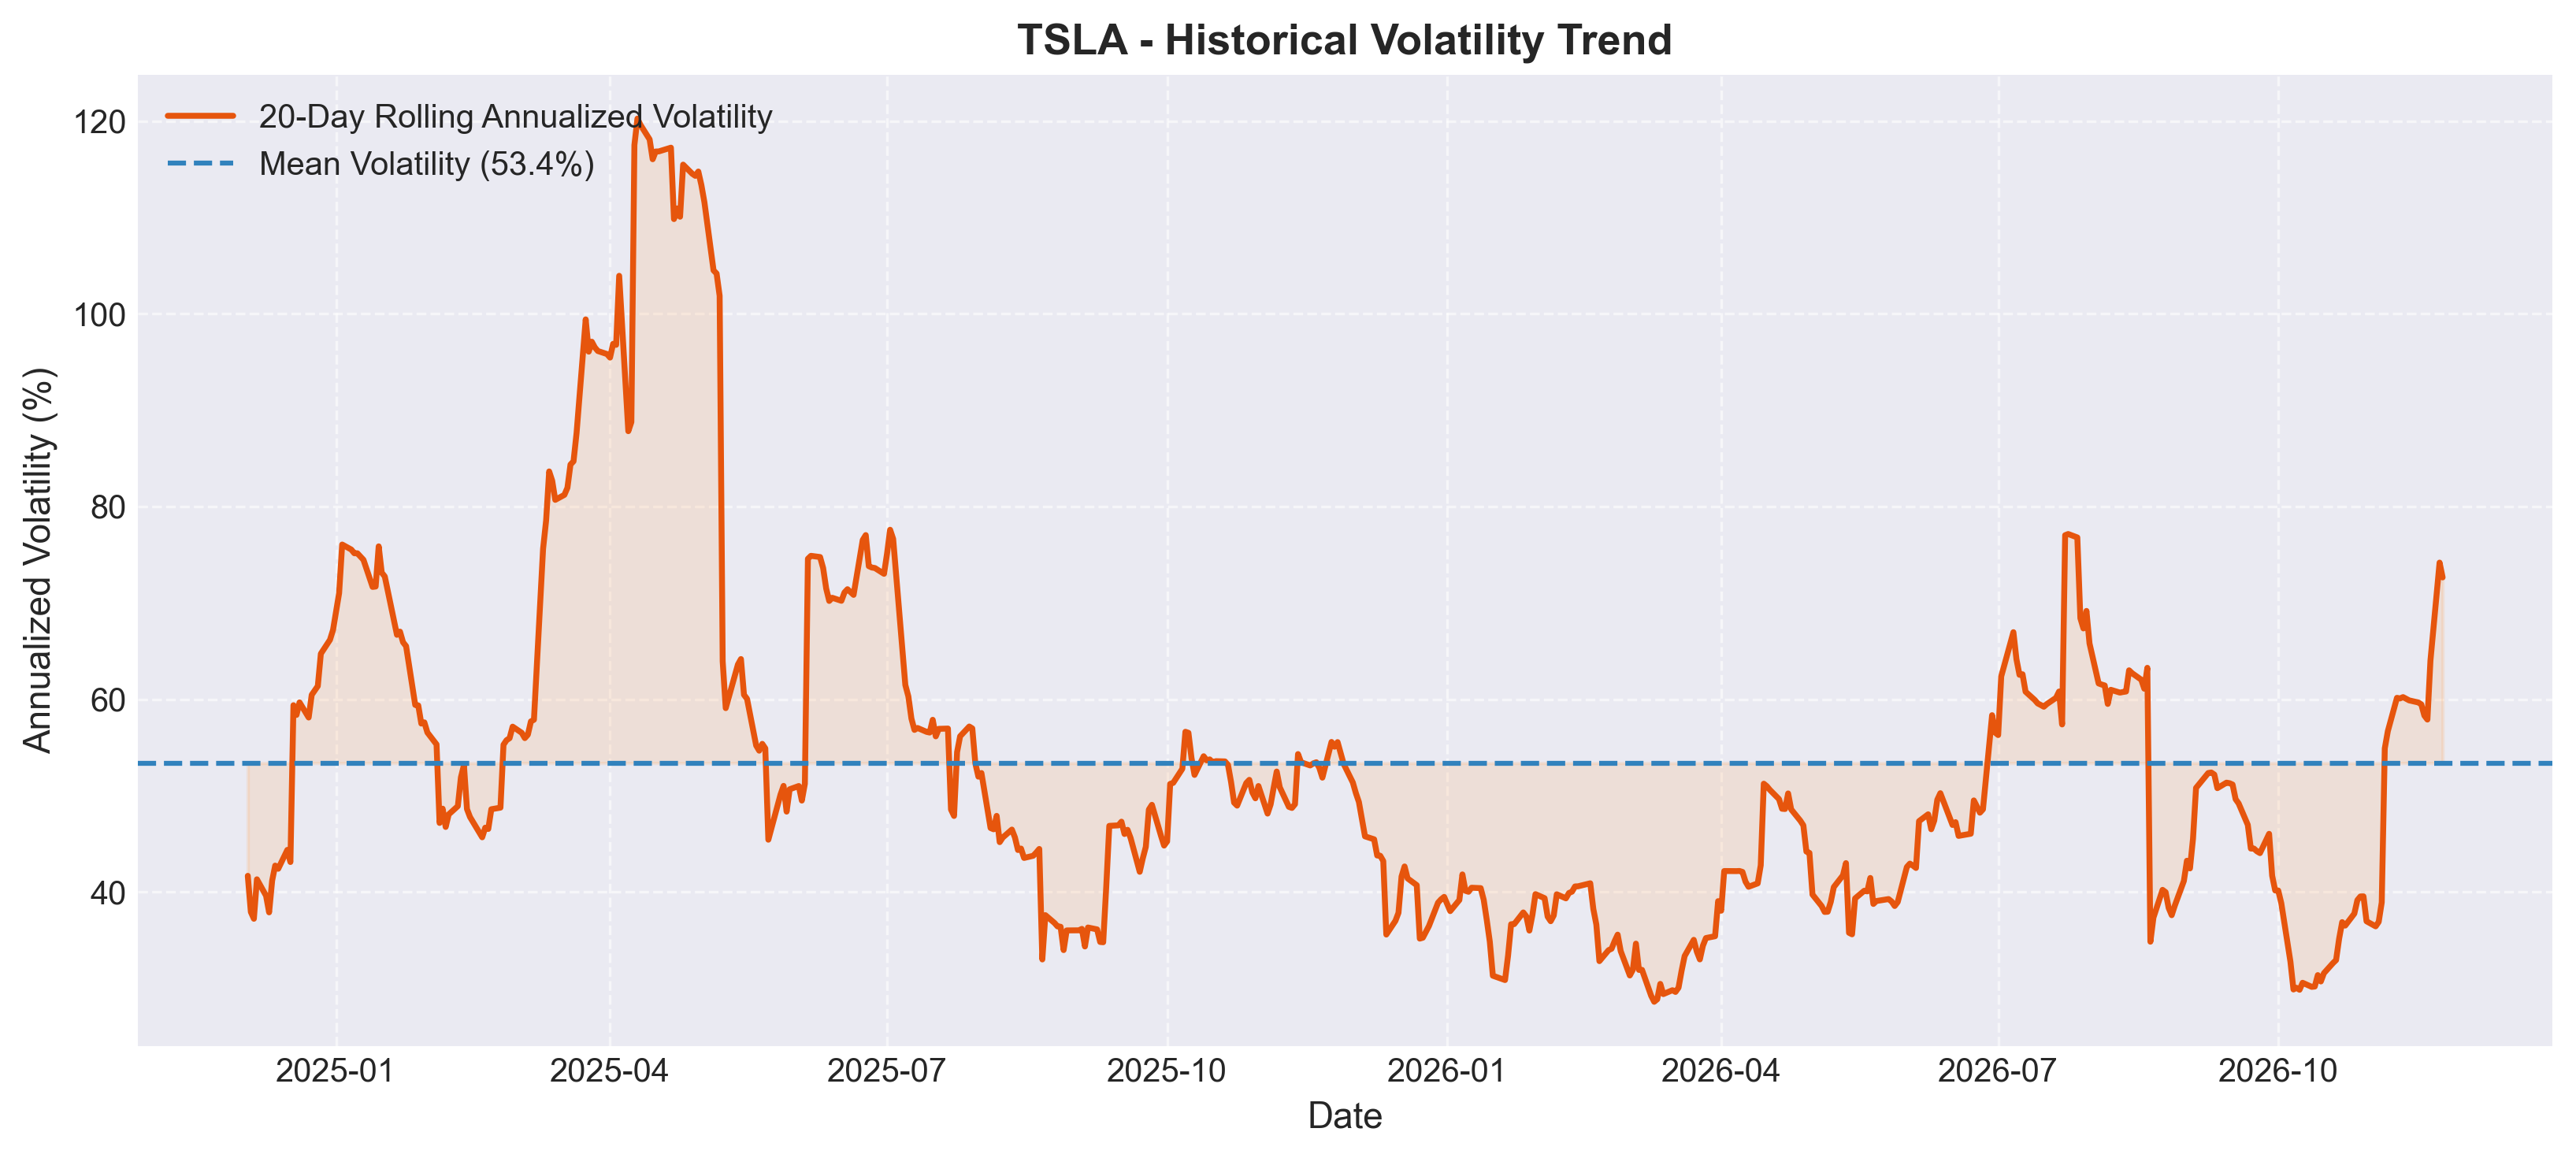 TSLA - Historical Volatility Trend
20-Day Rolling Annualized Volatility
Mean Volatility (53.4%)
Annualized Volatility (%)
120
100
80
60
40
2025-01
2025-04
2025-07
2025-10
2026-01
2026-04
2026-07
2026-10
Date